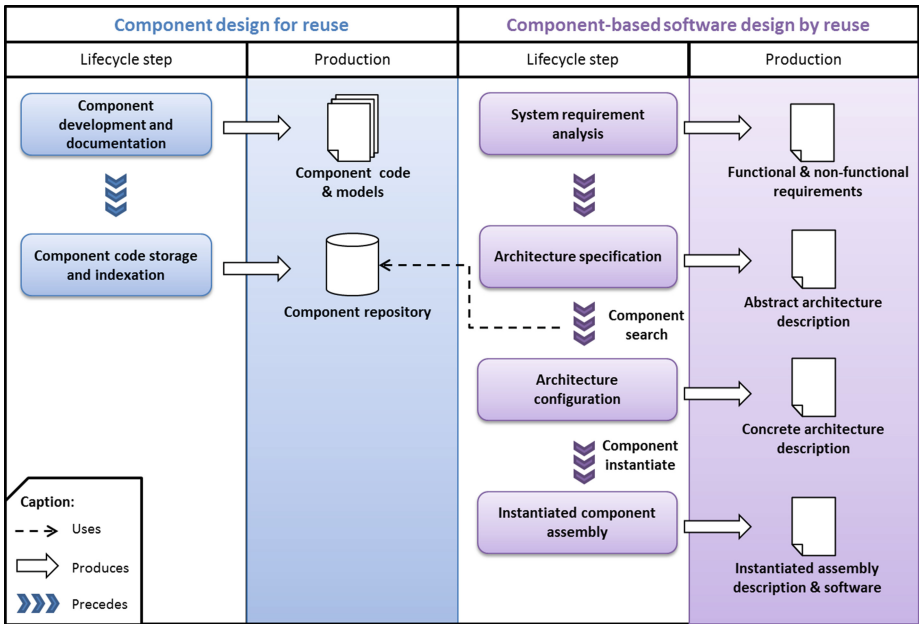 Component design for reuse
Component-based software design by reuse
Lifecycle step
Production
Lifecycle step
Production
Component
development and
documentation
Component code
& models
Component code storage
and indexation
Component repository
System requirement
analysis
Functional & non-functional
requirements
Architecture specification
Abstract architecture
description
Component
search
Architecture
configuration
Concrete architecture
description
Component
instantiate
Instantiated component
assembly
Instantiated assembly
description & software
Caption:
Uses
Produces
Precedes